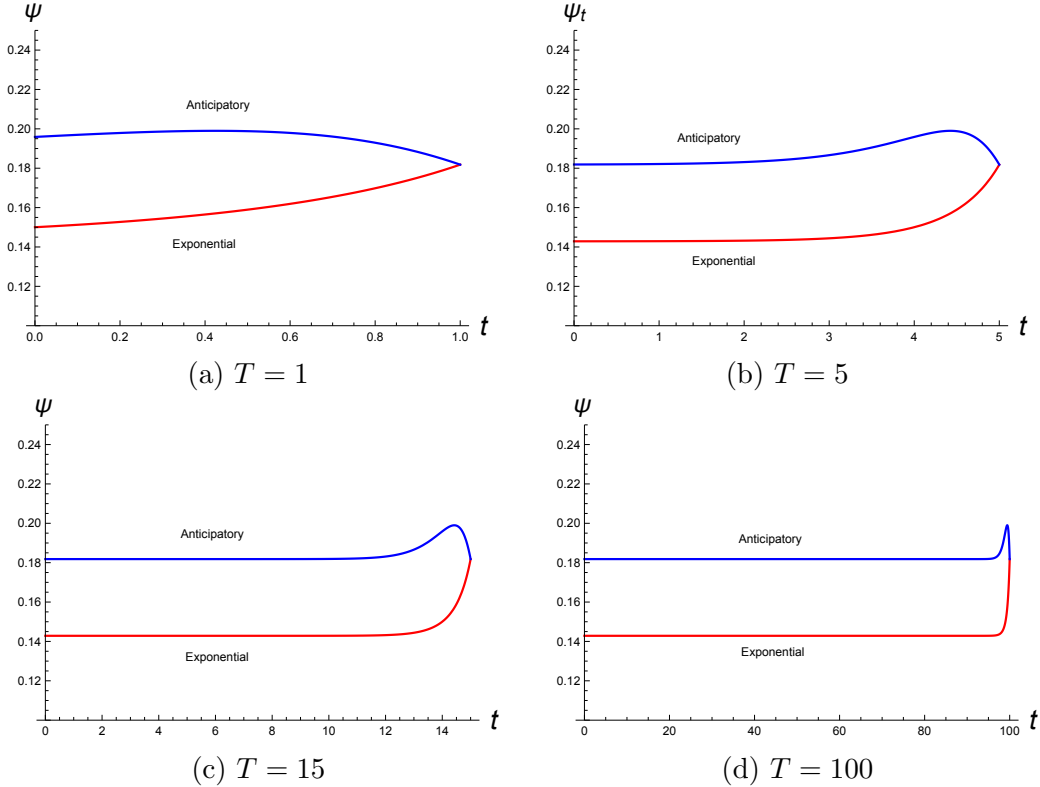 ψ
0.24
0.22
0.20
0.18
0.16
0.14
0.12
Anticipatory
Exponential
0.0 0.2 0.4 0.6 0.8 1.0 t
(a) T = 1
ψt
0.24
0.22
0.20
0.18
0.16
0.14
0.12
Anticipatory
Exponential
0 1 2 3 4 5 t
(b) T = 5
ψ
0.24
0.22
0.20
0.18
0.16
0.14
0.12
Anticipatory
Exponential
0 2 4 6 8 10 12 14 t
(c) T = 15
ψ
0.24
0.22
0.20
0.18
0.16
0.14
0.12
Anticipatory
Exponential
0 20 40 60 80 100 t
(d) T = 100